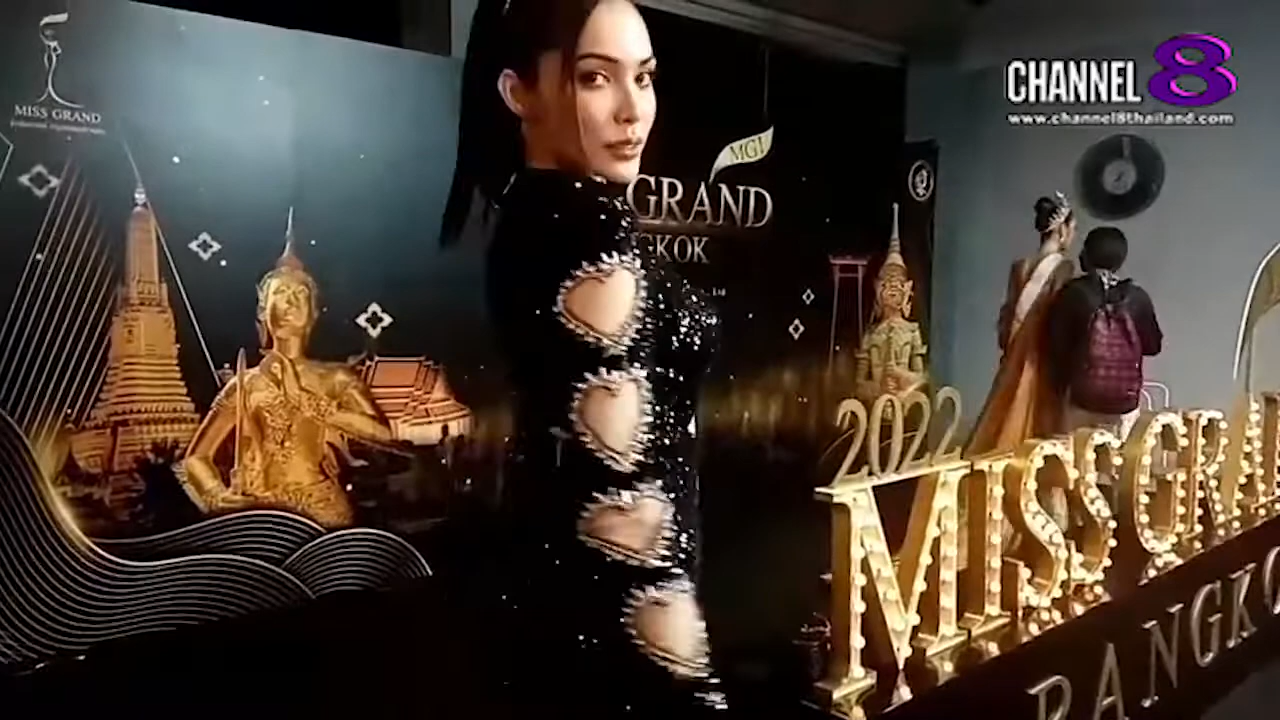 MISS GRAND
CHANNEL 8
www.channel8thailand.com
MGI
GRAND
GKOK
2022
MISS GRA
BANGKO